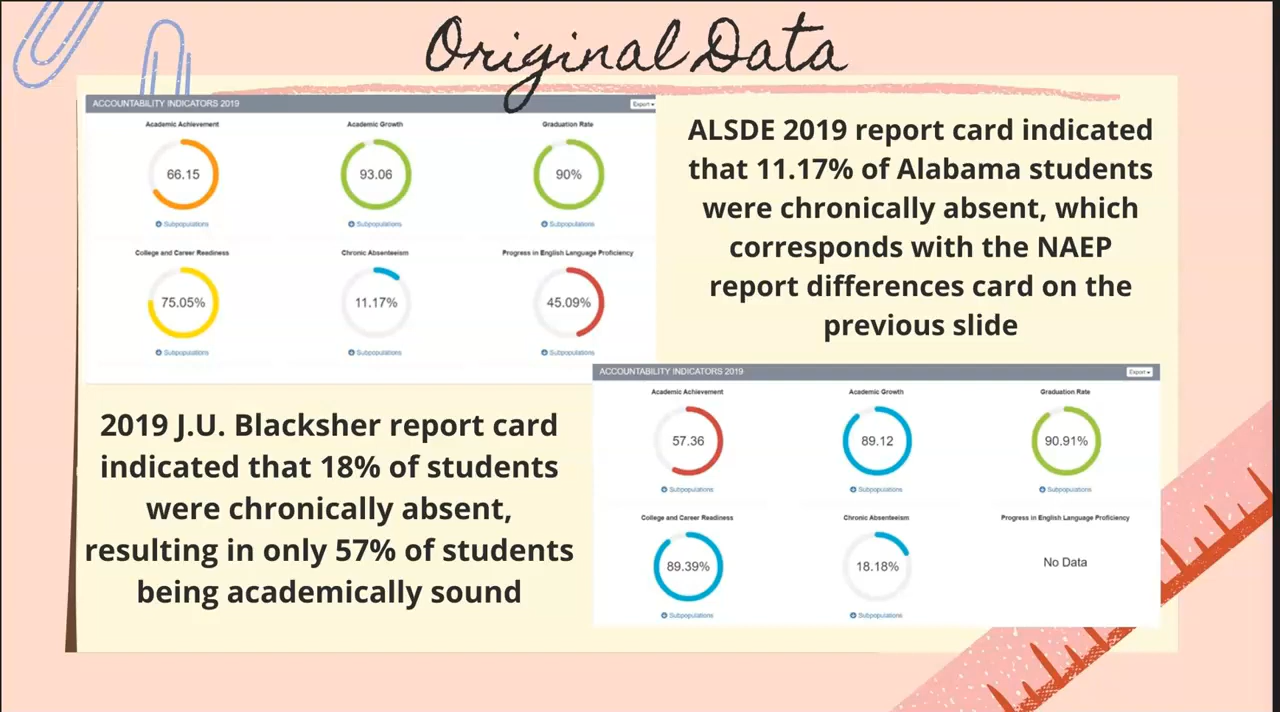 Original Data
ACCOUNTABILITY INDICATORS 2019
Export
Academic Achievement
Academic Growth
Graduation Rate
66.15
93.06
90%
Subpopulations
Subpopulations
Subpopulations
College and Career Readiness
Chronic Absenteeism
Progress in English Language Proficiency
75.05%
11.17%
45.09%
Subpopulations
Subpopulations
Subpopulations
ALSDE 2019 report card indicated
that 11.17% of Alabama students
were chronically absent, which
corresponds with the NAEP
report differences card on the
previous slide
2019 J.U. Blacksher report card
indicated that 18% of students
were chronically absent,
resulting in only 57% of students
being academically sound
ACCOUNTABILITY INDICATORS 2019
Export
Academic Achievement
Academic Growth
Graduation Rate
57.36
89.12
90.91%
Subpopulations
Subpopulations
Subpopulations
College and Career Readiness
Chronic Absenteeism
Progress in English Language Proficiency
89.39%
18.18%
No Data
Subpopulations
Subpopulations